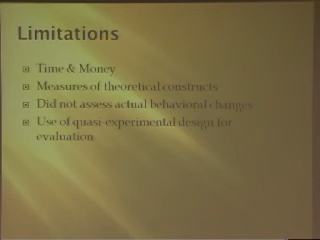 Limitations
Time & Money
Measures of theoretical constructs
Did not assess actual behavioral changes
Use of quasi-experimental design for
evaluation